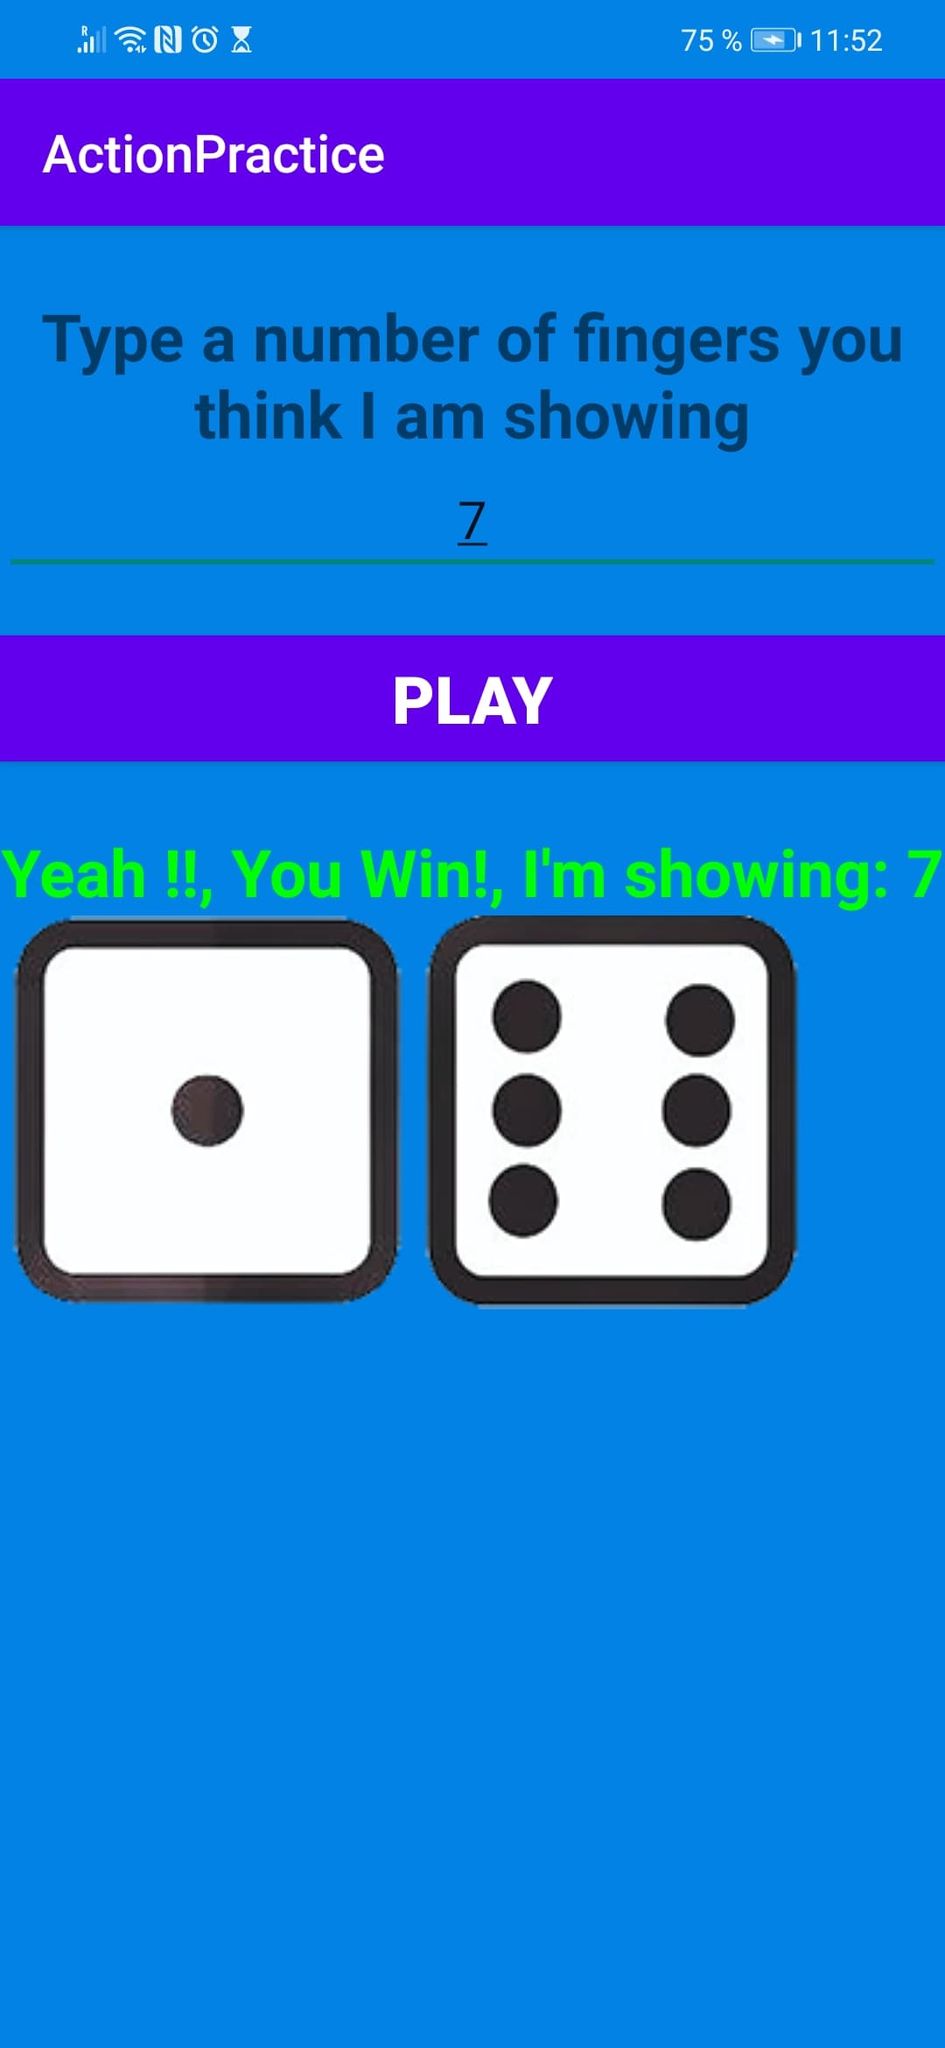 R
75 % 11:52
ActionPractice
Type a number of fingers you
think I am showing
7
PLAY
Yeah !!, You Win!, I'm showing: 7